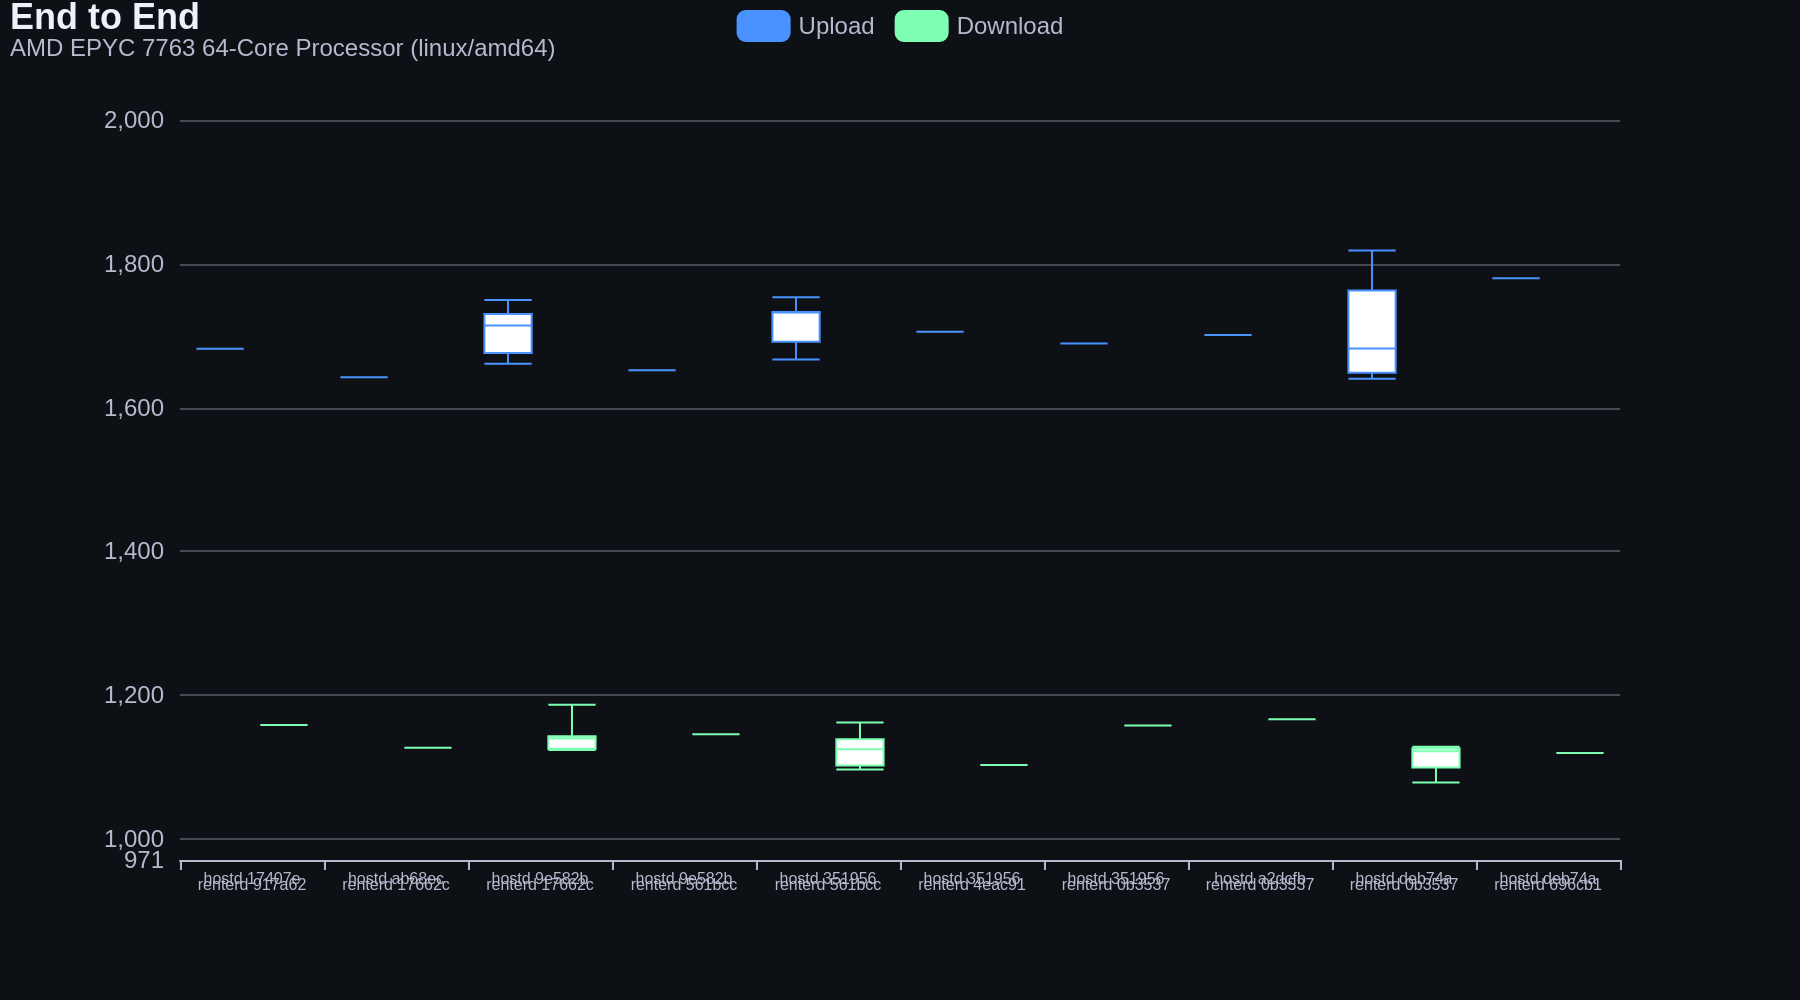 End to End
AMD EPYC 7763 64-Core Processor (linux/amd64)
Upload
Download
2,000
1,800
1,600
1,400
1,200
1,000
971
hostd 17407e
renterd 917a62
hostd ab68ec
renterd 17662c
hostd 9e582b
renterd 17662c
hostd 9e582b
renterd 561bcc
hostd 351956
renterd 561bcc
hostd 351956
renterd 4eac91
hostd 351956
renterd 0b3537
hostd a2dcfb
renterd 0b3537
hostd deb74a
renterd 0b3537
hostd deb74a
renterd 696cb1